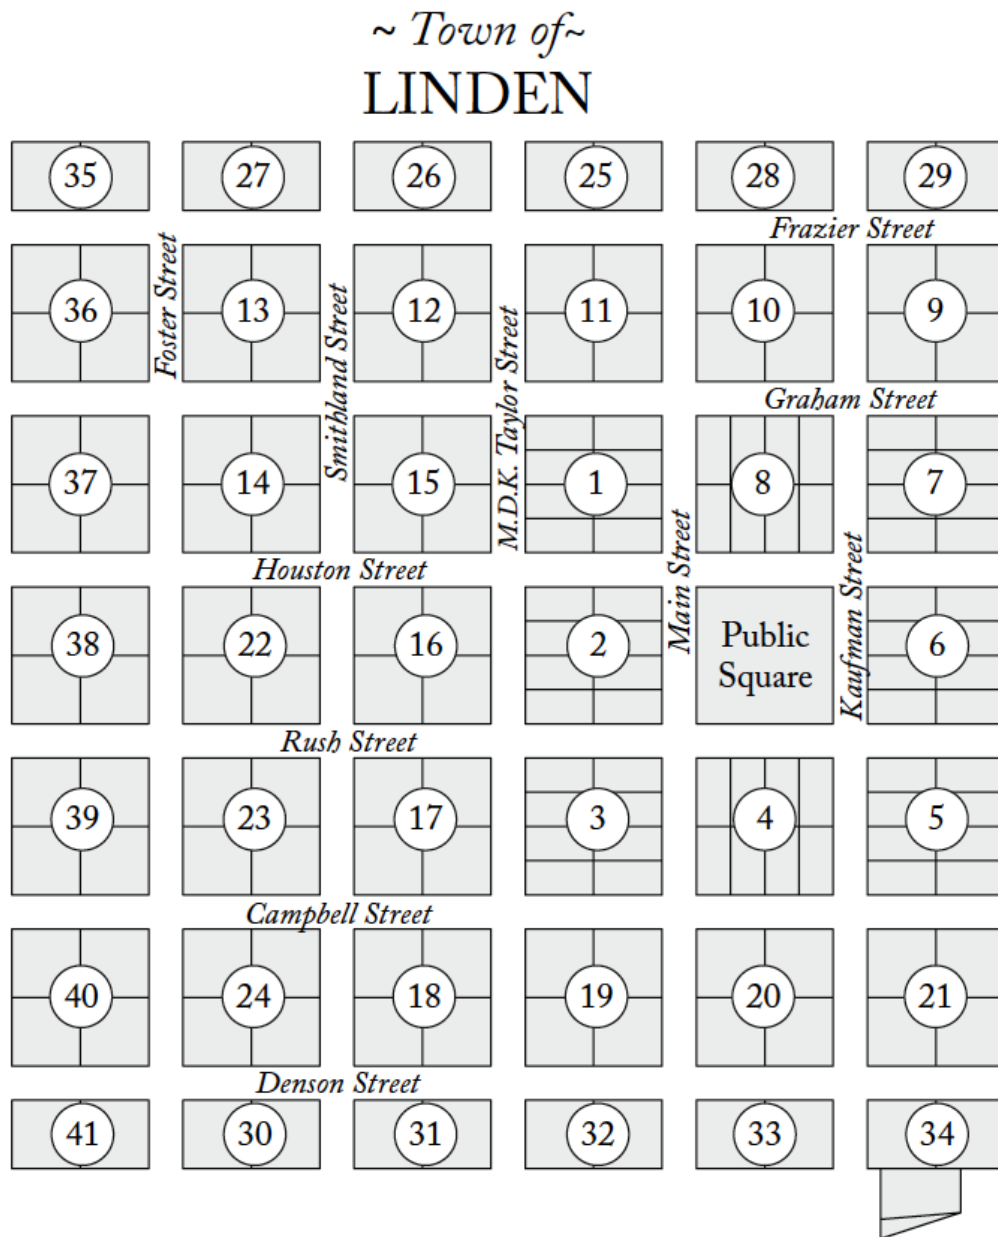 ~ Town of~
LINDEN
35 27 26 25 28 29
Frazier Street
Foster Street
36 13 12 11 10 9
Smithland Street
M.D.K. Taylor Street
Graham Street
37 14 15 1 8 7
Houston Street
Main Street
Kaufman Street
38 22 16 2 Public Square 6
Rush Street
39 23 17 3 4 5
Campbell Street
40 24 18 19 20 21
Denson Street
41 30 31 32 33 34